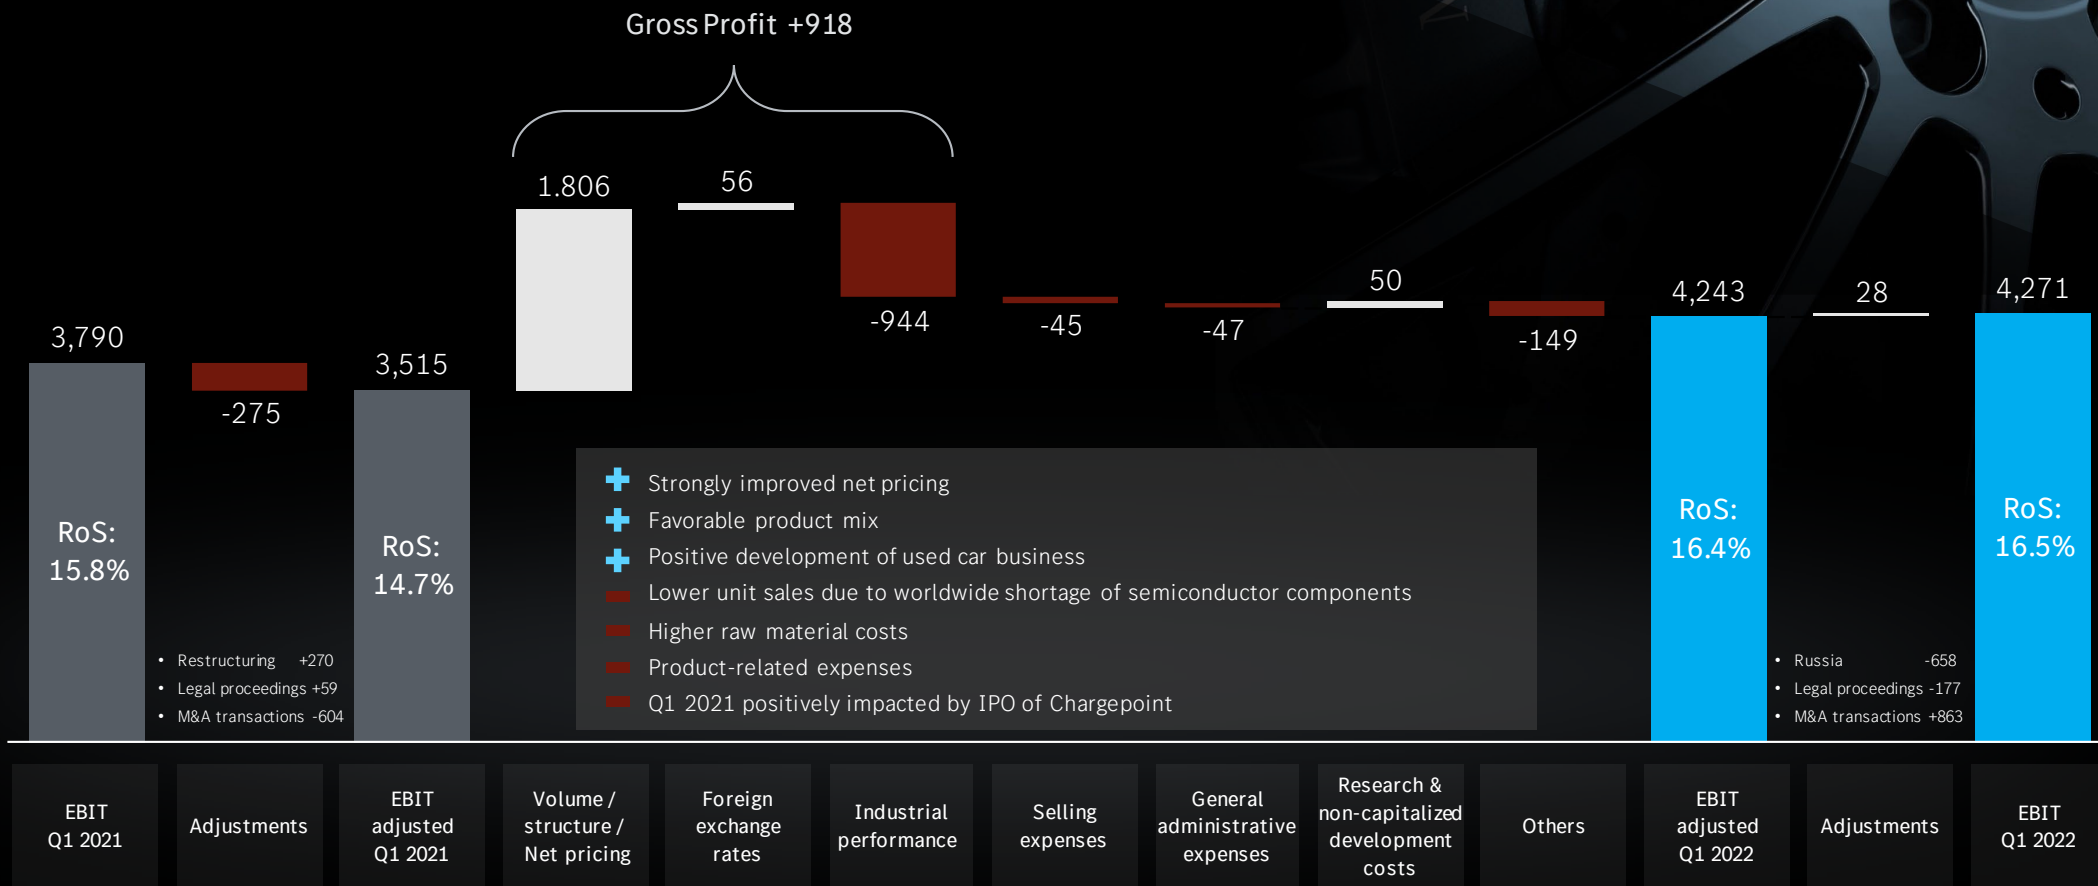 Gross Profit +918
3,790
-275
3,515
1.806
56
-944
-45
-47
50
-149
4,243
28
4,271
RoS:
15.8%
RoS:
14.7%
RoS:
16.4%
RoS:
16.5%
• Restructuring +270
• Legal proceedings +59
• M&A transactions -604
Strongly improved net pricing
Favorable product mix
Positive development of used car business
Lower unit sales due to worldwide shortage of semiconductor components
Higher raw material costs
Product-related expenses
Q1 2021 positively impacted by IPO of Chargepoint
• Russia -658
• Legal proceedings -177
• M&A transactions +863
EBIT
Q1 2021
Adjustments
EBIT
adjusted
Q1 2021
Volume /
structure /
Net pricing
Foreign
exchange
rates
Industrial
performance
Selling
expenses
General
administrative
expenses
Research &
non-capitalized
development
costs
Others
EBIT
adjusted
Q1 2022
Adjustments
EBIT
Q1 2022